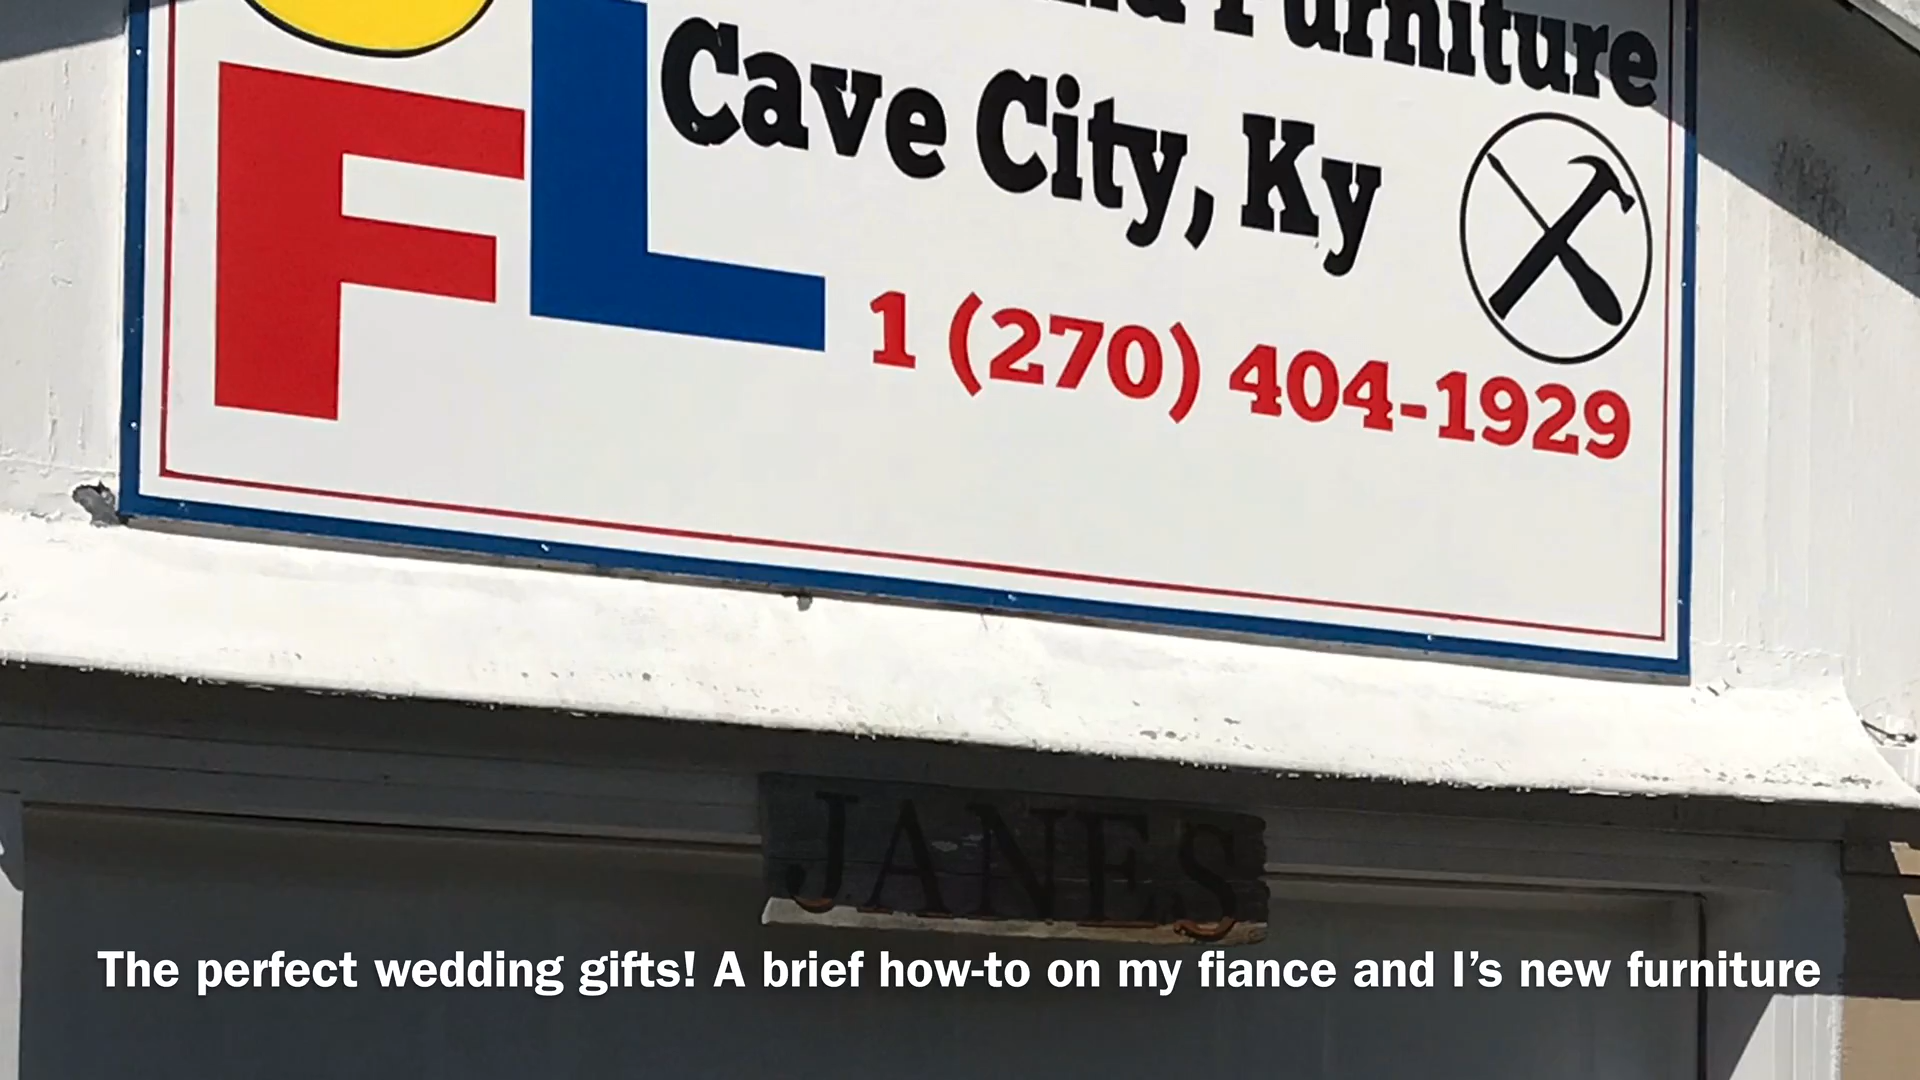 Furniture
Cave City, Ky
FL
1 (270) 404-1929
JANES
The perfect wedding gifts! A brief how-to on my fiance and I’s new furniture